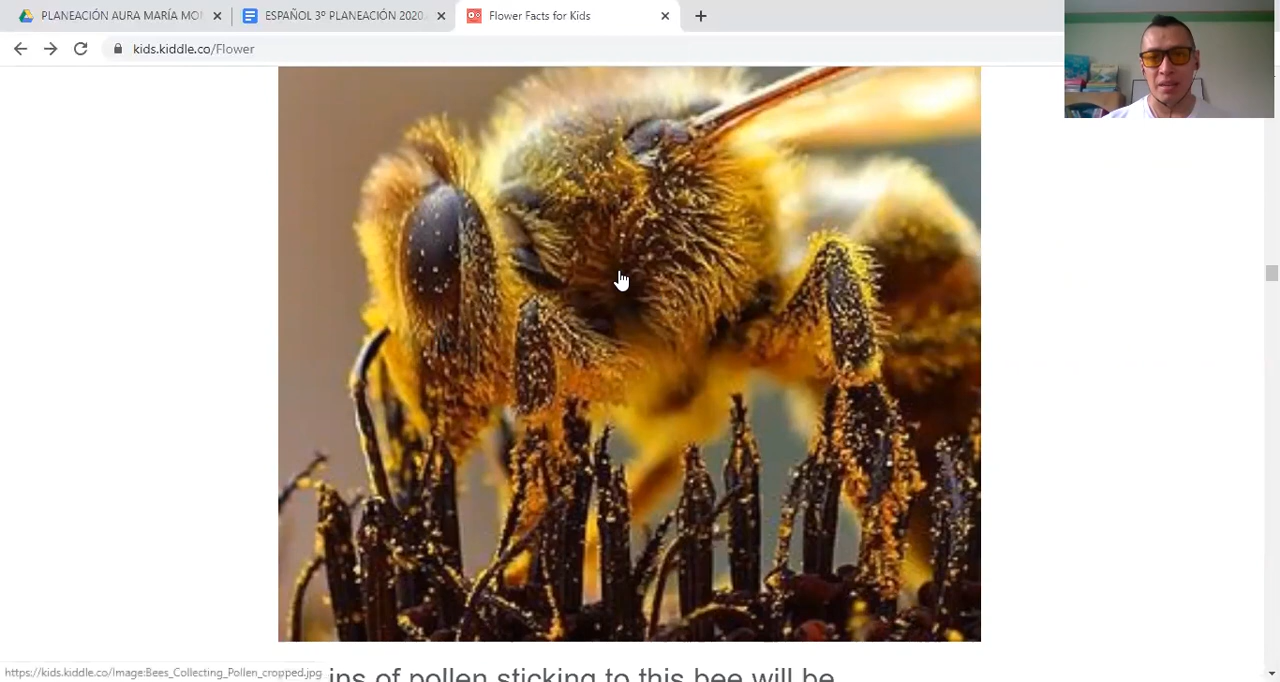 PLANEACIÓN AURA MARÍA MO
ESPAÑOL 3º PLANEACIÓN 2020
Flower Facts for Kids
kids.kiddle.co/Flower
https://kids.kiddle.co/Image:Bees_Collecting_Pollen_cropped.jpg
of pollen sticking to this bee will be